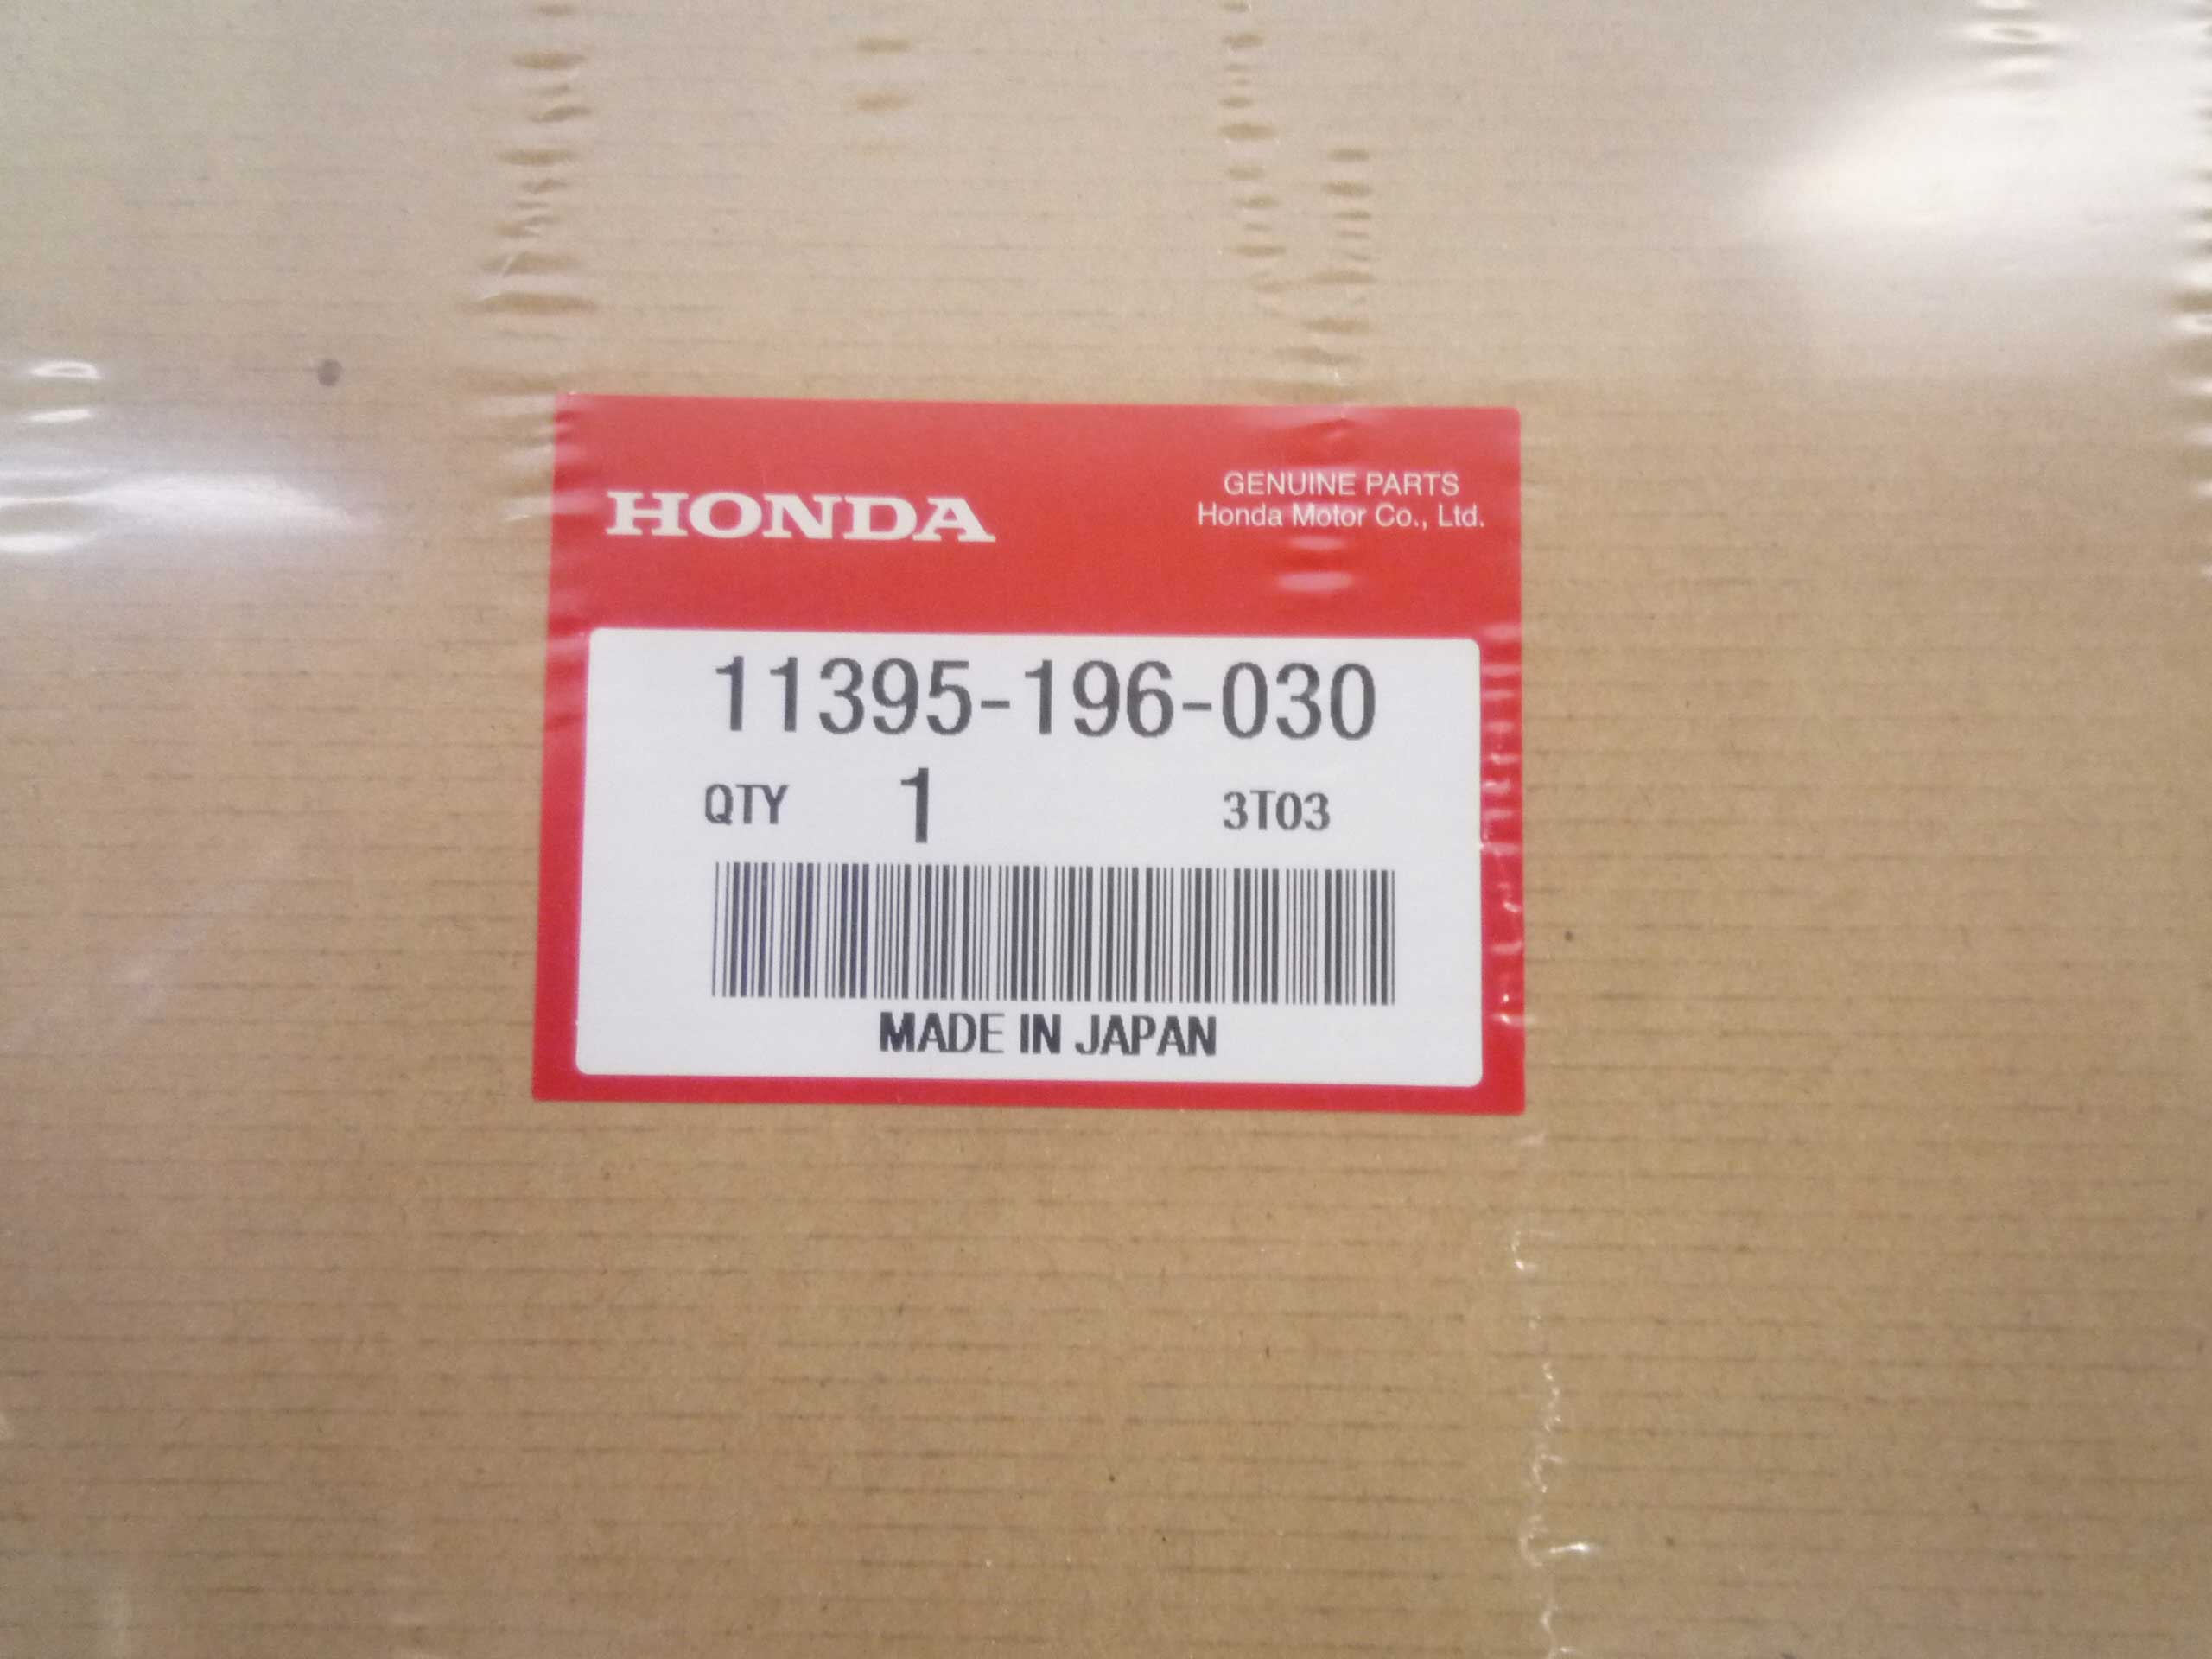 HONDA
GENUINE PARTS
Honda Motor Co., Ltd.
11395-196-030
QTY 1 3T03
MADE IN JAPAN